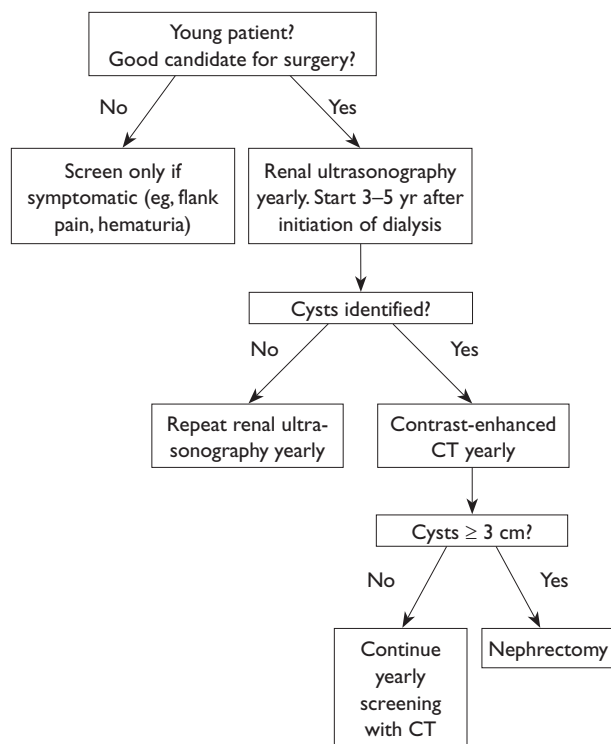 Young patient?
Good candidate for surgery?
No
Yes
Screen only if
symptomatic (eg, flank
pain, hematuria)
Renal ultrasonography
yearly. Start 3–5 yr after
initiation of dialysis
Cysts identified?
No
Yes
Repeat renal ultra-
sonography yearly
Contrast-enhanced
CT yearly
Cysts ≥ 3 cm?
No
Yes
Continue
yearly
screening
with CT
Nephrectomy